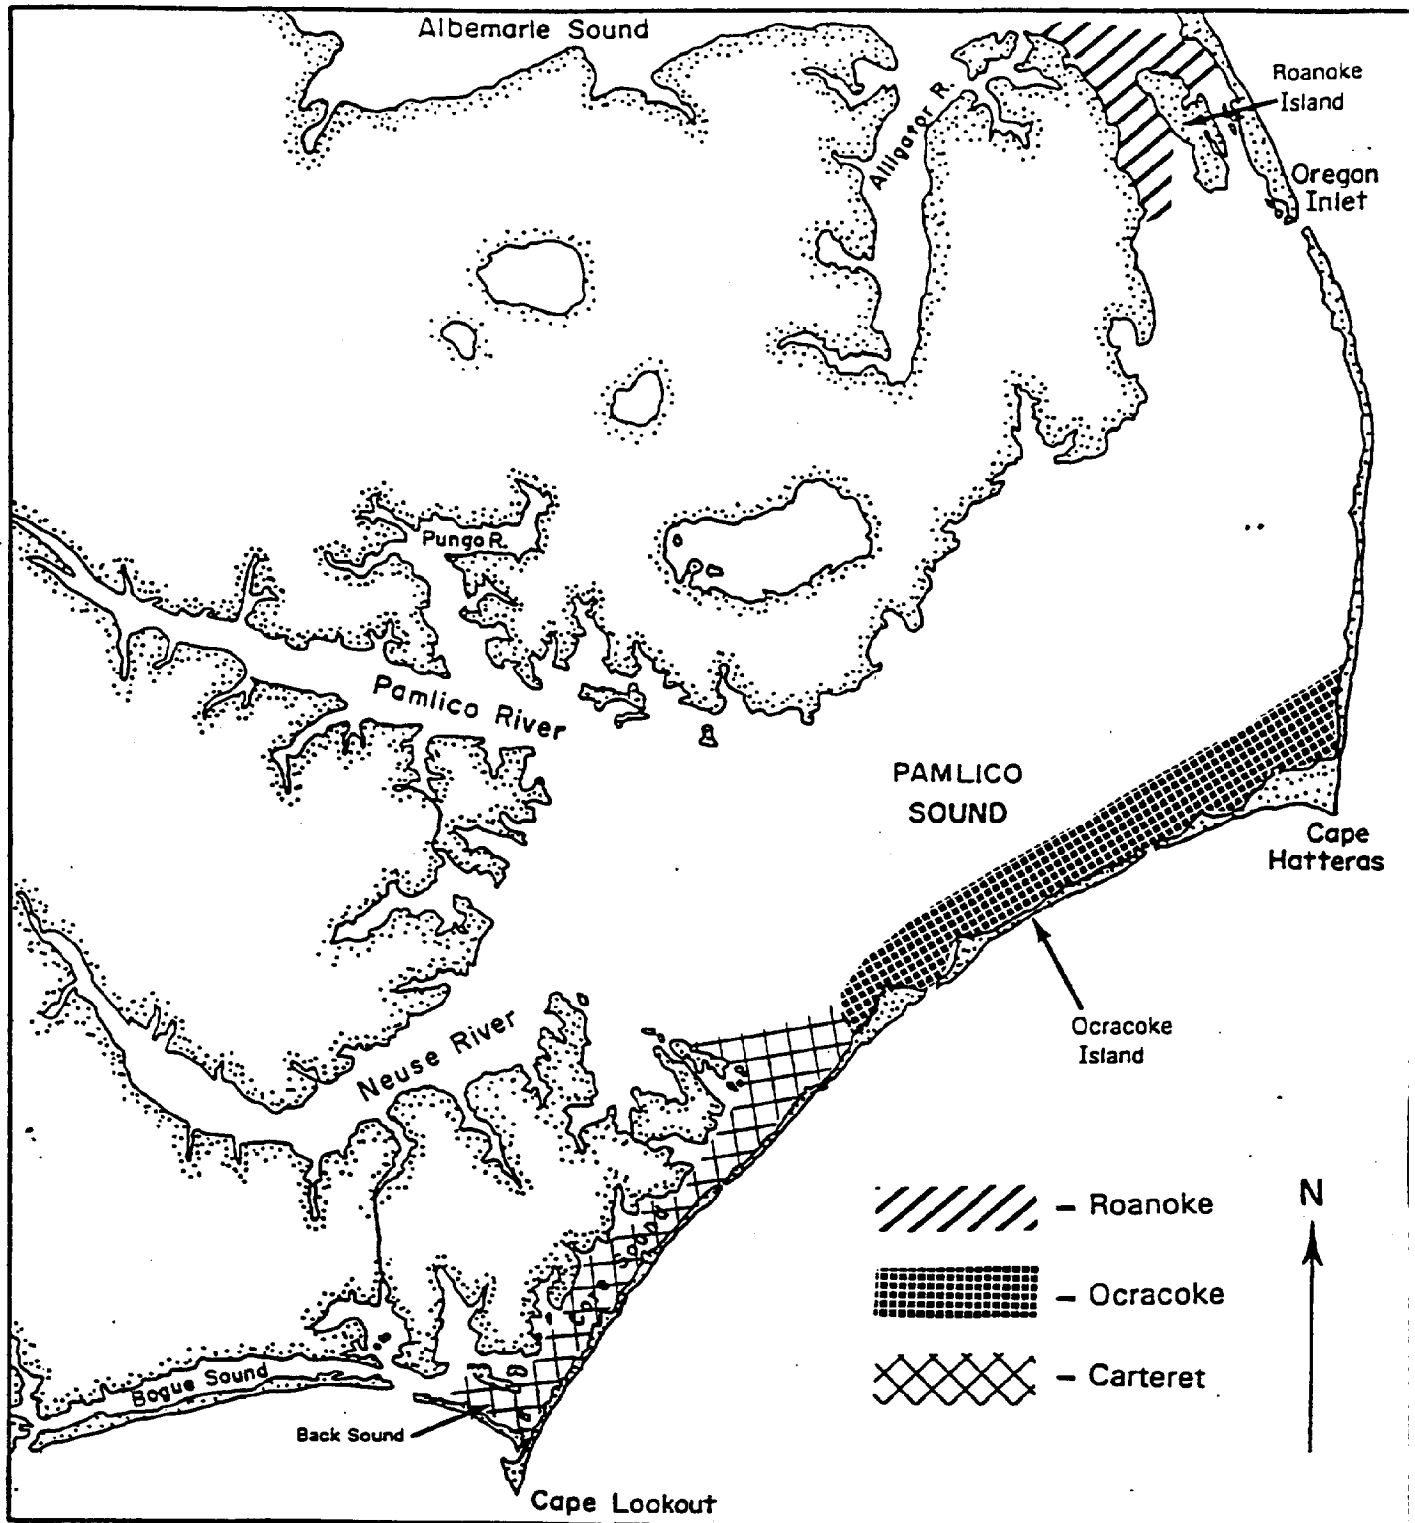 Albemarle Sound
Roanoke
Island
Alligator R.
Oregon
Inlet
Pungo R.
Pamlico River
PAMLICO
SOUND
Cape
Hatteras
Ocracoke
Island
Neuse River
N
– Roanoke
– Ocracoke
– Carteret
Bogue Sound
Back Sound
Cape Lookout